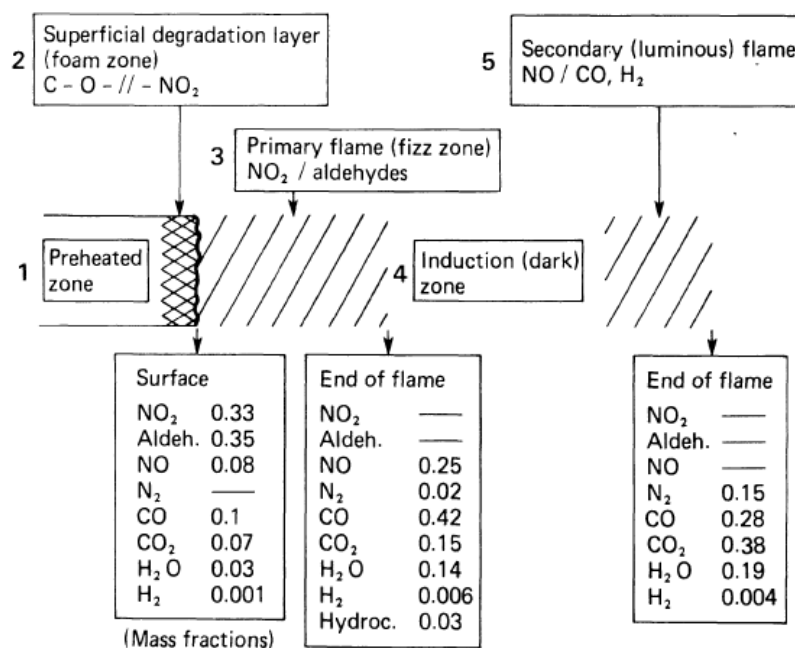 2
Superficial degradation layer
(foam zone)
C - O - // - NO₂
5
Secondary (luminous) flame
NO / CO, H₂
3
Primary flame (fizz zone)
NO₂ / aldehydes
1
Preheated
zone
4
Induction (dark)
zone
Surface
NO₂ 0.33
Aldeh. 0.35
NO 0.08
N₂ —
CO 0.1
CO₂ 0.07
H₂O 0.03
H₂ 0.001
(Mass fractions)
End of flame
NO₂ —
Aldeh. —
NO 0.25
N₂ 0.02
CO 0.42
CO₂ 0.15
H₂O 0.14
H₂ 0.006
Hydroc. 0.03
End of flame
NO₂ —
Aldeh. —
NO —
N₂ 0.15
CO 0.28
CO₂ 0.38
H₂O 0.19
H₂ 0.004